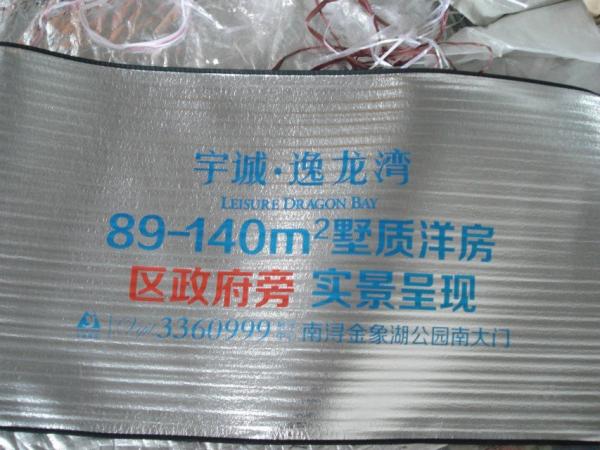 宇诚·逸龙湾
LEISURE DRAGON BAY
89-140m²墅质洋房
区政府旁 实景呈现
3360999 南浔金象湖公园南大门